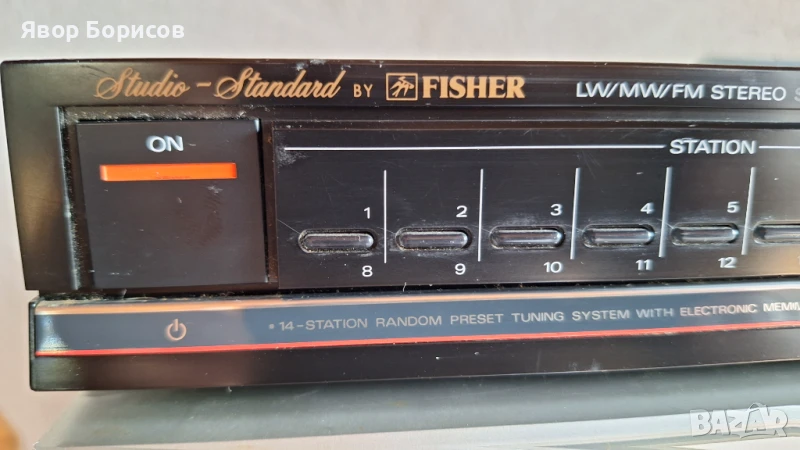 Явор Борисов
Studio-Standard BY FISHER
LW/MW/FM STEREO
ON
STATION
1 2 3 4 5
8 9 10 11 12
• 14-STATION RANDOM PRESET TUNING SYSTEM WITH ELECTRONIC
BAZAR